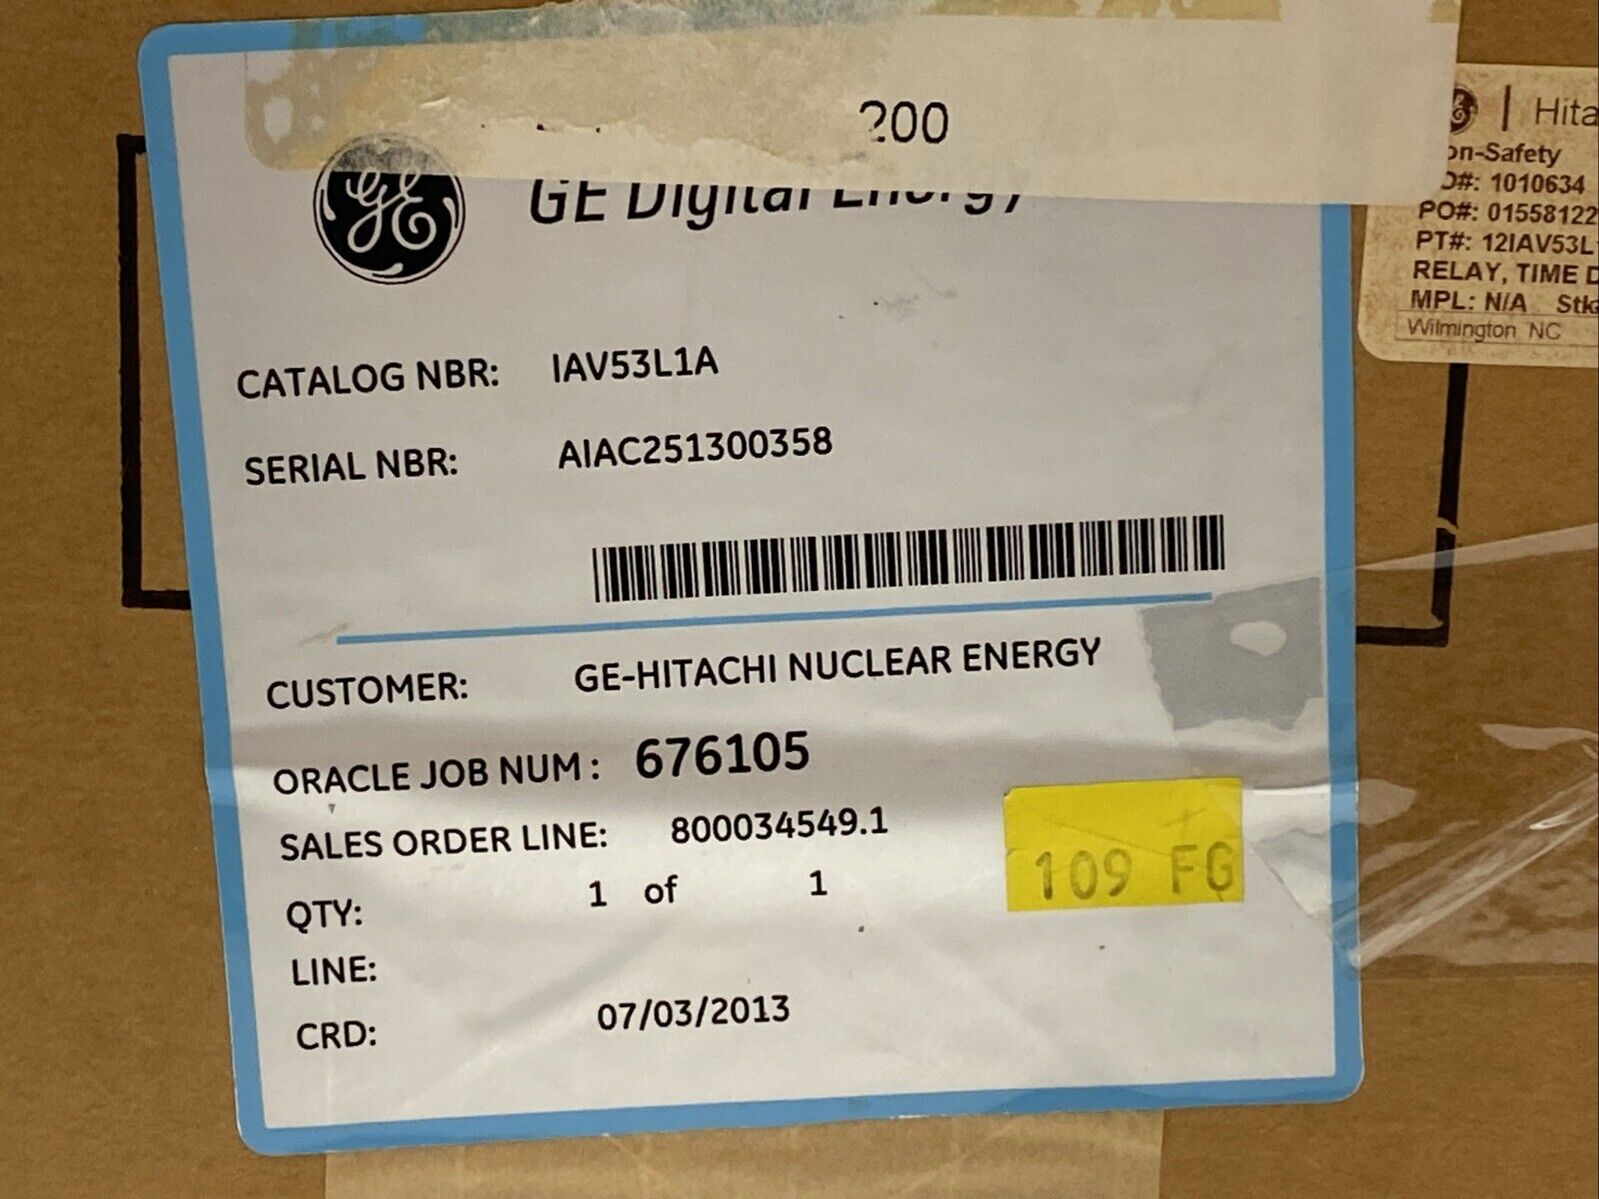 200
GE
GE Digital Energy
CATALOG NBR: IAV53L1A
SERIAL NBR: AIAC251300358
CUSTOMER: GE-HITACHI NUCLEAR ENERGY
ORACLE JOB NUM: 676105
SALES ORDER LINE: 800034549.1
QTY: 1 of 1
LINE:
CRD: 07/03/2013
109 FG
Hita
on-Safety
O#: 1010634
PO#: 01558122
PT#: 12IAV53L
RELAY, TIME D
MPL: N/A Stk
Wilmington NC